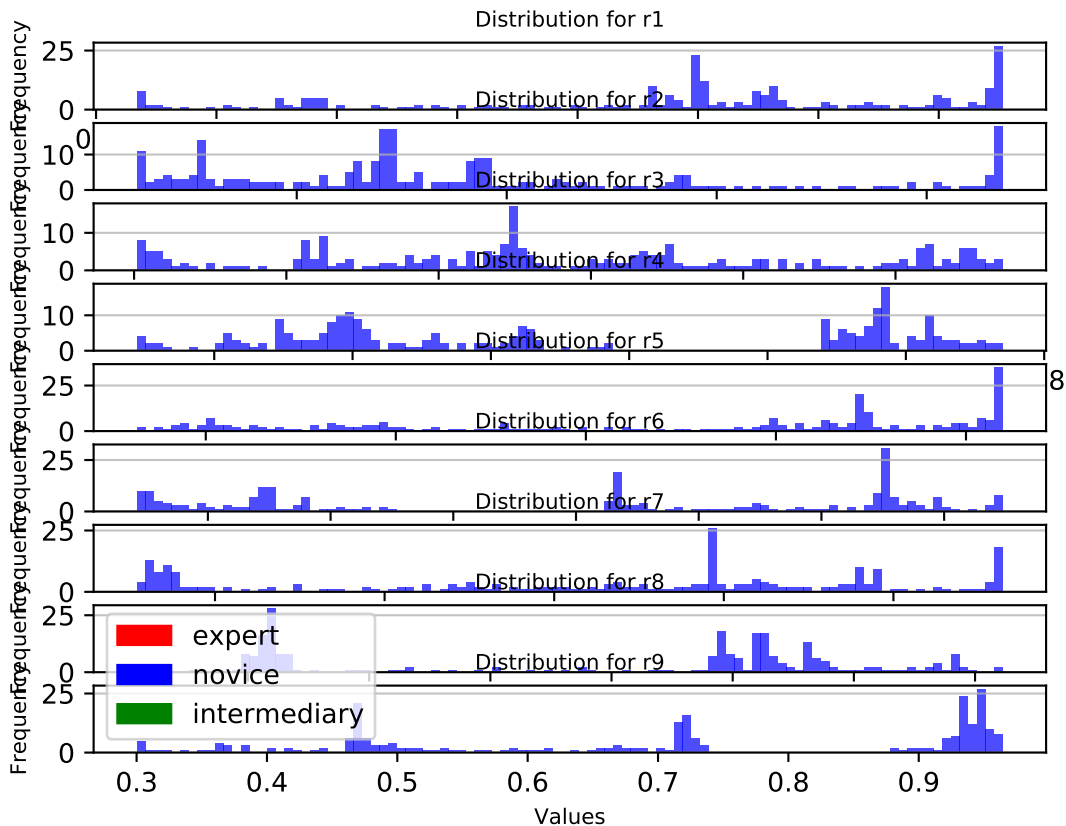 Distribution for r1
Frequency
25
0
Distribution for r2
Frequency
0
10
0
Distribution for r3
Frequency
10
0
Distribution for r4
Frequency
10
0
Distribution for r5
Frequency
8
25
0
Distribution for r6
Frequency
25
0
Distribution for r7
Frequency
25
0
Distribution for r8
Frequency
25
0
expert
novice
intermediary
Distribution for r9
Frequency
25
0
0.3 0.4 0.5 0.6 0.7 0.8 0.9
Values